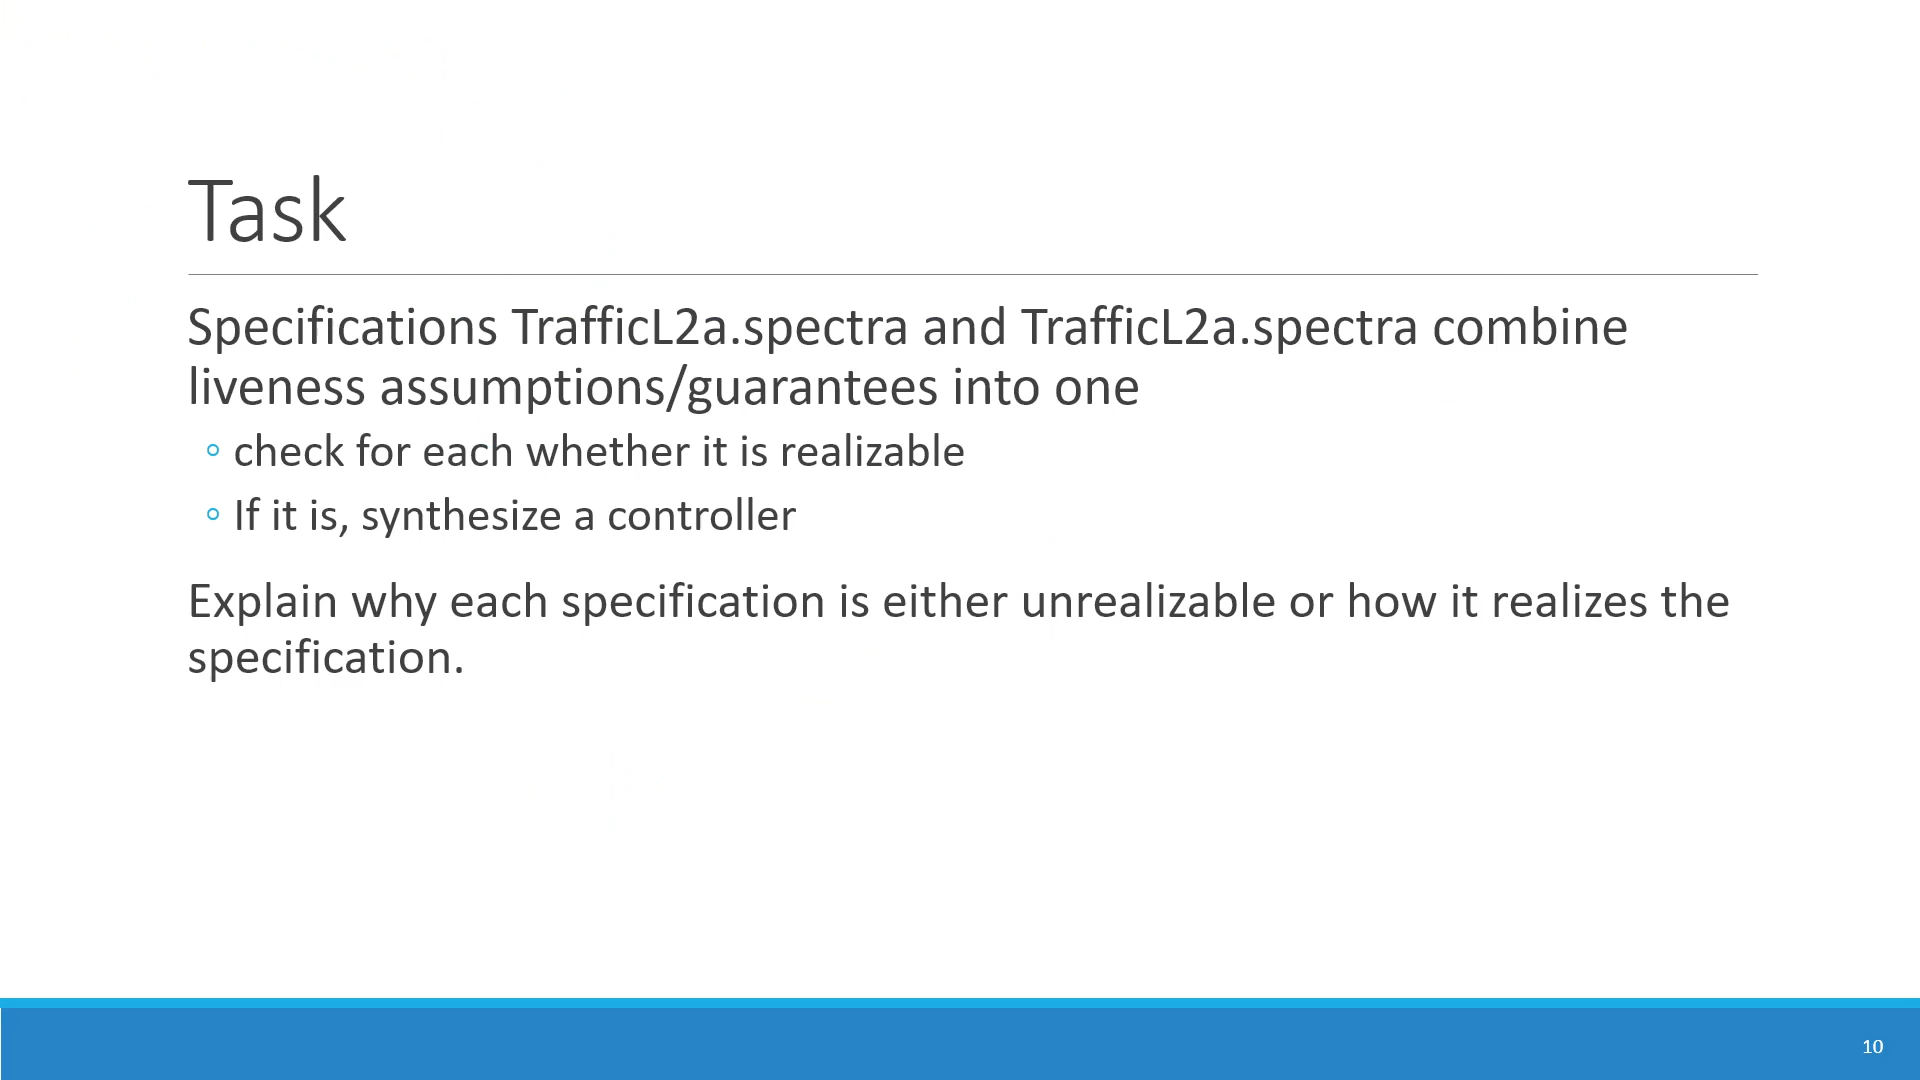 Task
Specifications TrafficL2a.spectra and TrafficL2a.spectra combine
liveness assumptions/guarantees into one
◦ check for each whether it is realizable
◦ If it is, synthesize a controller
Explain why each specification is either unrealizable or how it realizes the
specification.
10